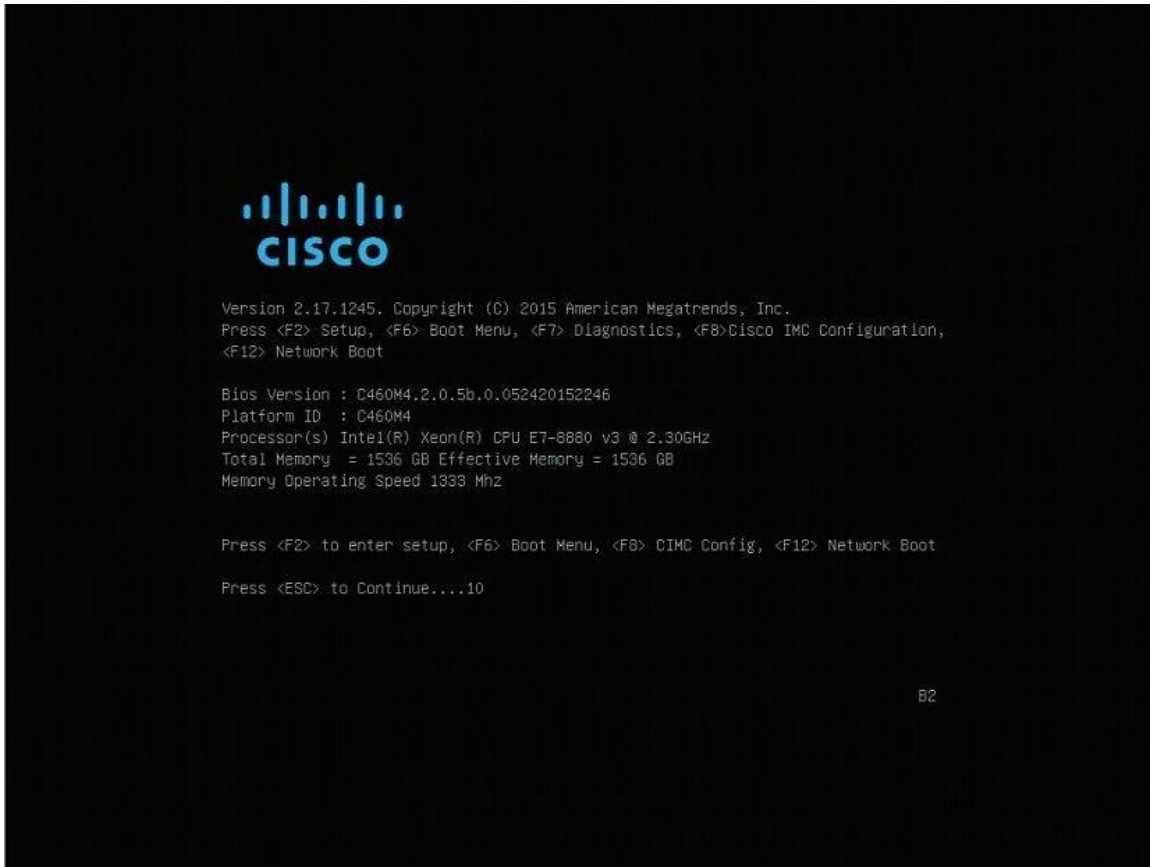 CISCO
Version 2.17.1245. Copyright (C) 2015 American Megatrends, Inc.
Press <F2> Setup, <F6> Boot Menu, <F7> Diagnostics, <F8>Cisco IMC Configuration,
<F12> Network Boot
Bios Version : C460M4.2.0.5b.0.052420152246
Platform ID  : C460M4
Processor(s) Intel(R) Xeon(R) CPU E7-8880 v3 @ 2.30GHz
Total Memory  = 1536 GB Effective Memory = 1536 GB
Memory Operating Speed 1333 Mhz
Press <F2> to enter setup, <F6> Boot Menu, <F8> CIMC Config, <F12> Network Boot
Press <ESC> to Continue....10
B2